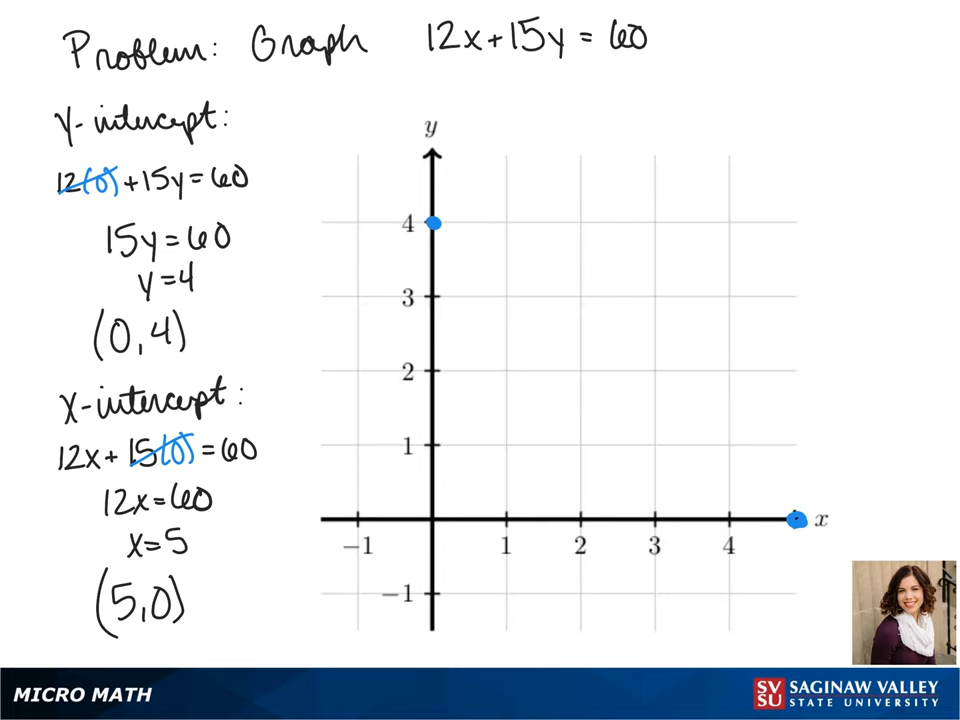 Problem: Graph 12x+15y=60
Y-intercept:
12(0)+15y=60
15y=60
y=4
(0,4)
X-intercept:
12x+15(0)=60
12x=60
x=5
(5,0)
y
4
3
2
1
−1 1 2 3 4 x
−1
MICRO MATH
SVSU SAGINAW VALLEY
STATE UNIVERSITY